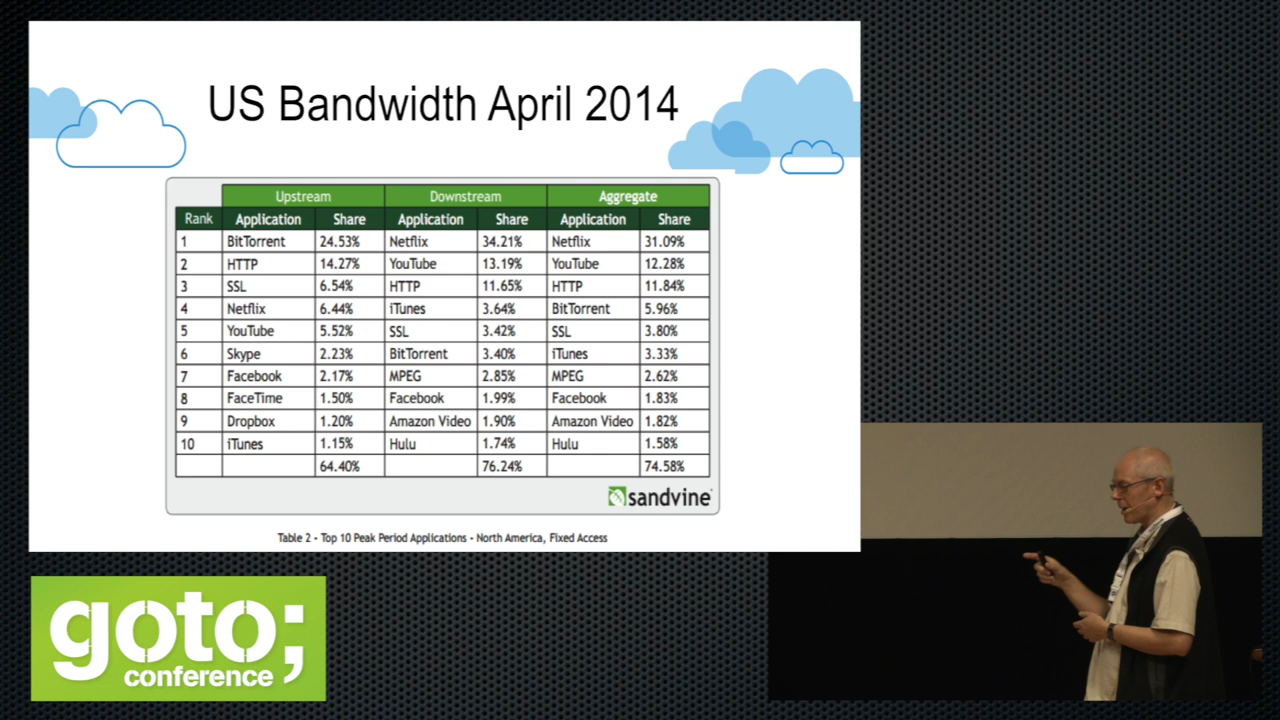 US Bandwidth April 2014
Upstream Downstream Aggregate
Rank Application Share Application Share Application Share
1 BitTorrent 24.53% Netflix 34.21% Netflix 31.09%
2 HTTP 14.27% YouTube 13.19% YouTube 12.28%
3 SSL 6.54% HTTP 11.65% HTTP 11.84%
4 Netflix 6.44% iTunes 3.64% BitTorrent 5.96%
5 YouTube 5.52% SSL 3.42% SSL 3.80%
6 Skype 2.23% BitTorrent 3.40% iTunes 3.33%
7 Facebook 2.17% MPEG 2.85% MPEG 2.62%
8 FaceTime 1.50% Facebook 1.99% Facebook 1.83%
9 Dropbox 1.20% Amazon Video 1.90% Amazon Video 1.82%
10 iTunes 1.15% Hulu 1.74% Hulu 1.58%
64.40% 76.24% 74.58%
sandvine
Table 2 - Top 10 Peak Period Applications - North America, Fixed Access
goto;
conference